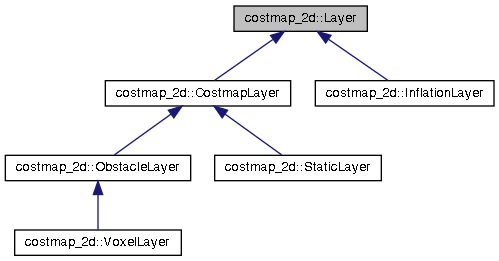 costmap_2d::Layer
costmap_2d::CostmapLayer
costmap_2d::InflationLayer
costmap_2d::ObstacleLayer
costmap_2d::StaticLayer
costmap_2d::VoxelLayer